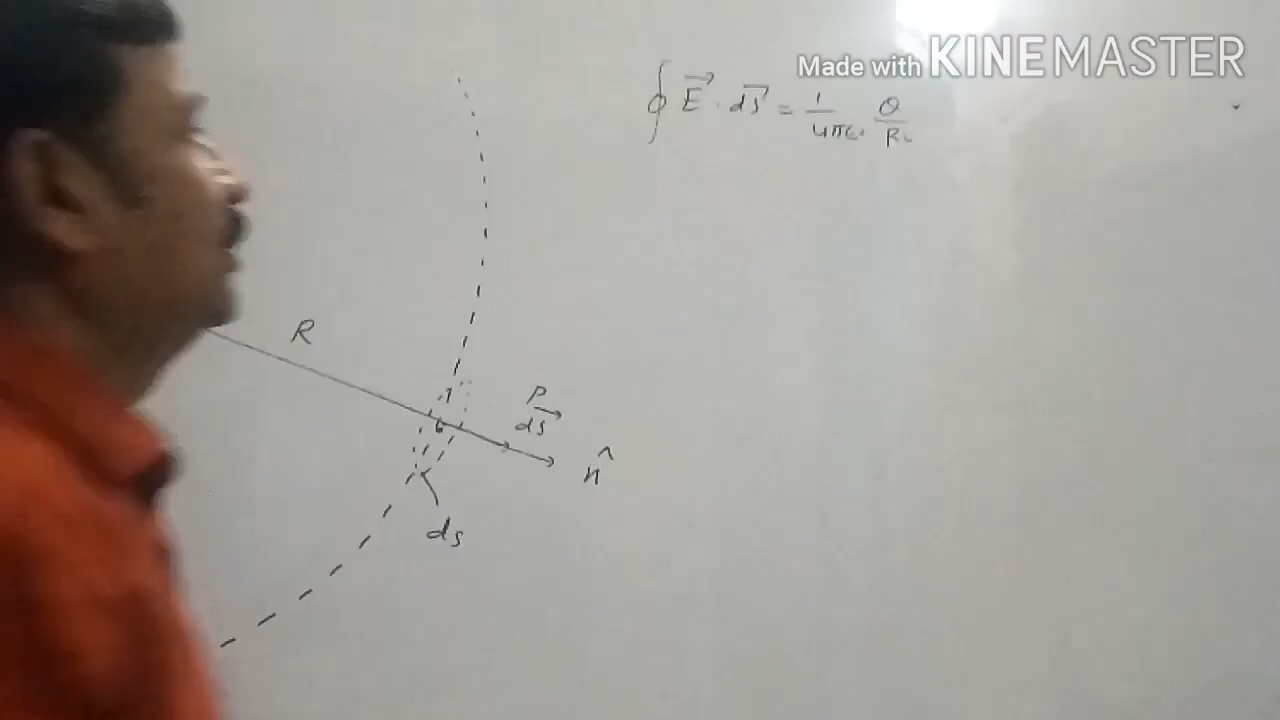 Made with KINEMASTER
∮ E⃗ · ds⃗ = 1/4πε₀ Q/R²
R
P
ds⃗
n̂
ds